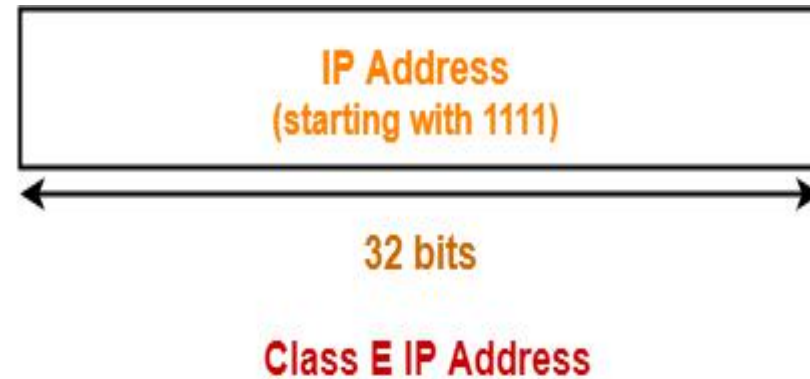 IP Address
(starting with 1111)
32 bits
Class E IP Address